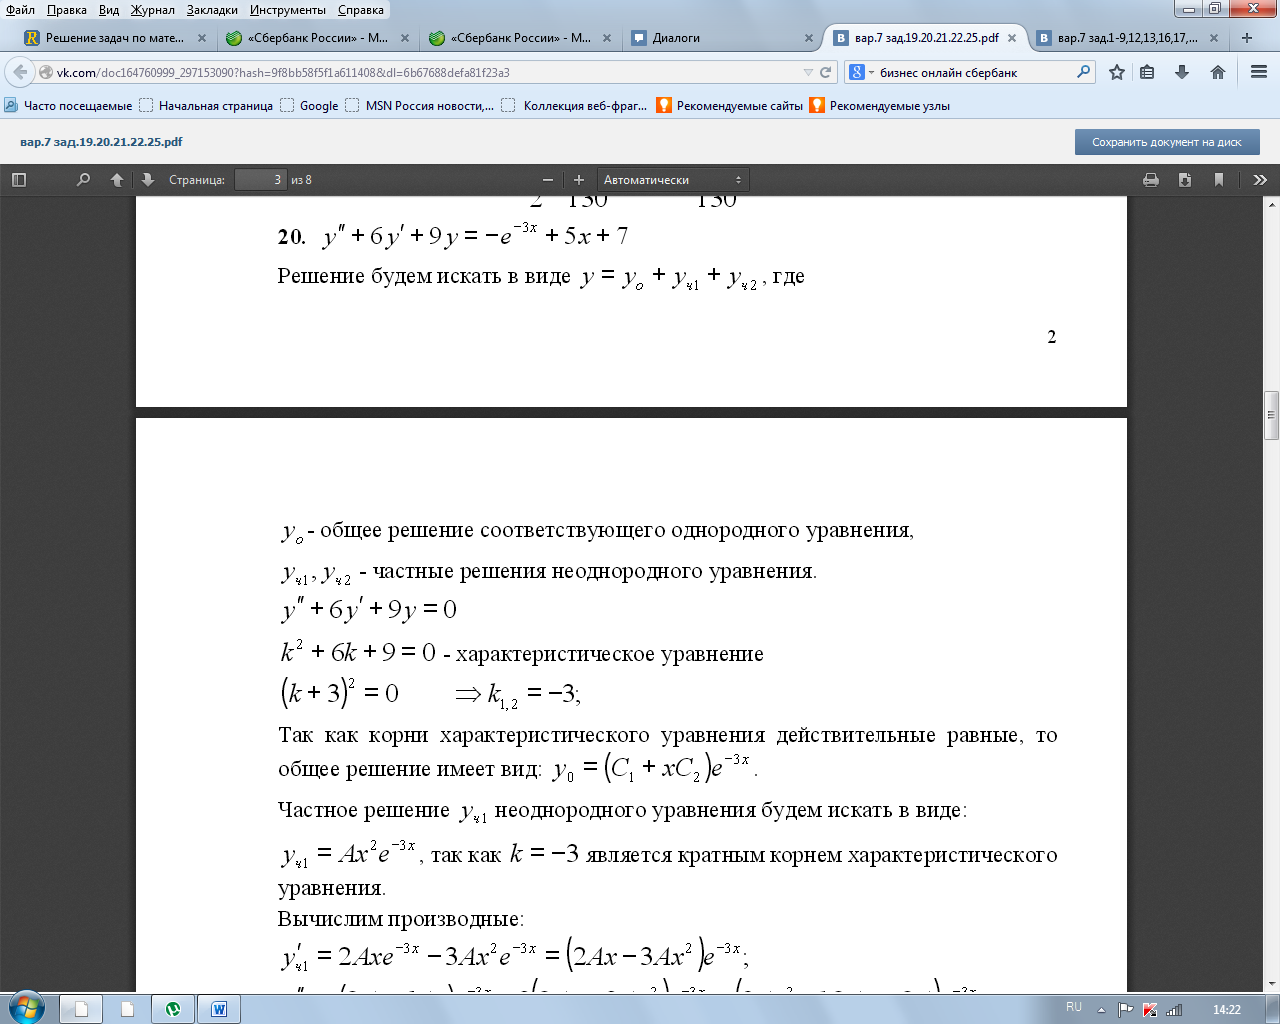 Файл Правка Вид Журнал Закладки Инструменты Справка
Решение задач по мате... «Сбербанк России» - М... «Сбербанк России» - М... Диалоги вар.7 зад.19.20.21.22.25.pdf вар.7 зад.1-9,12,13,16,17,...
vk.com/doc164760999_297153090?hash=9f8bb58f5f1a611408&dl=6b67688defa81f23a3 бизнес онлайн сбербанк
Часто посещаемые Начальная страница Google MSN Россия новости,... Коллекция веб-фраг... Рекомендуемые сайты Рекомендуемые узлы
вар.7 зад.19.20.21.22.25.pdf Сохранить документ на диск
Страница: 3 из 8 Автоматически
2 130 130
20. y″ + 6y′ + 9y = −e⁻³ˣ + 5x + 7
Решение будем искать в виде y = y_o + y_ч1 + y_ч2, где
2
y_o - общее решение соответствующего однородного уравнения,
y_ч1, y_ч2 - частные решения неоднородного уравнения.
y″ + 6y′ + 9y = 0
k² + 6k + 9 = 0 - характеристическое уравнение
(k + 3)² = 0 ⇒ k_1,2 = −3;
Так как корни характеристического уравнения действительные равные, то
общее решение имеет вид: y_0 = (C_1 + xC_2)e⁻³ˣ.
Частное решение y_ч1 неоднородного уравнения будем искать в виде:
y_ч1 = Ax²e⁻³ˣ, так как k = −3 является кратным корнем характеристического
уравнения.
Вычислим производные:
y′_ч1 = 2Axe⁻³ˣ − 3Ax²e⁻³ˣ = (2Ax − 3Ax²)e⁻³ˣ;
RU 14:22